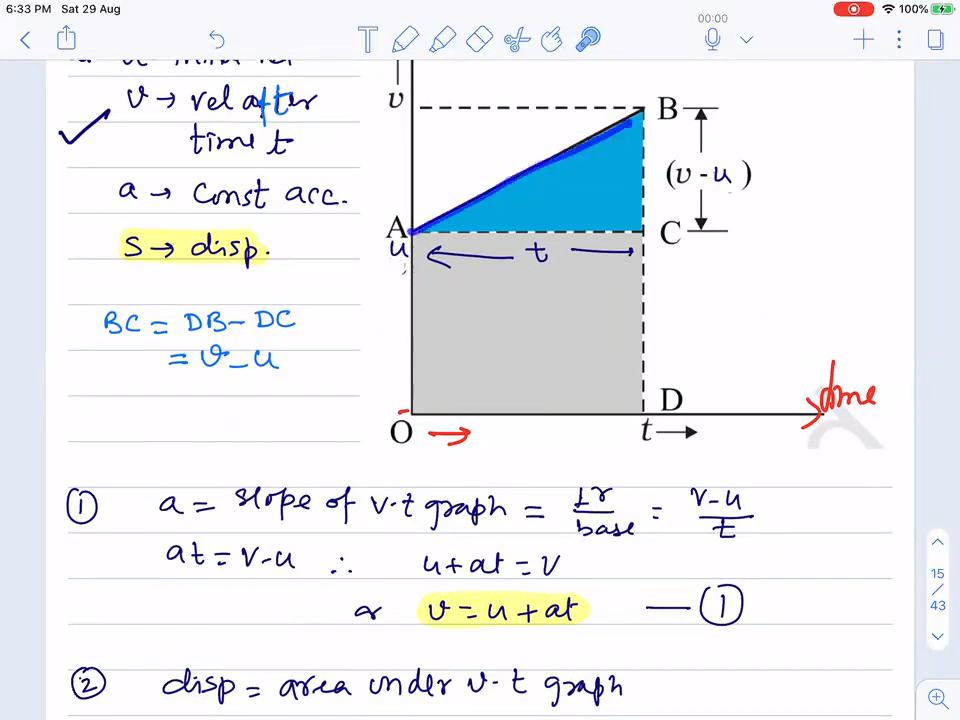 6:33 PM Sat 29 Aug
100%
00:00
T
v → vel after
time t
a → const acc.
S → disp.
BC = DB - DC
= v - u
v
B
(v - u)
A
u
t
C
D
O
t
time
① a = slope of v-t graph = ⊥r/base = v-u/t
at = v-u ∴ u+at = v
or v = u + at — ①
② disp = area under v-t graph
15
/
43